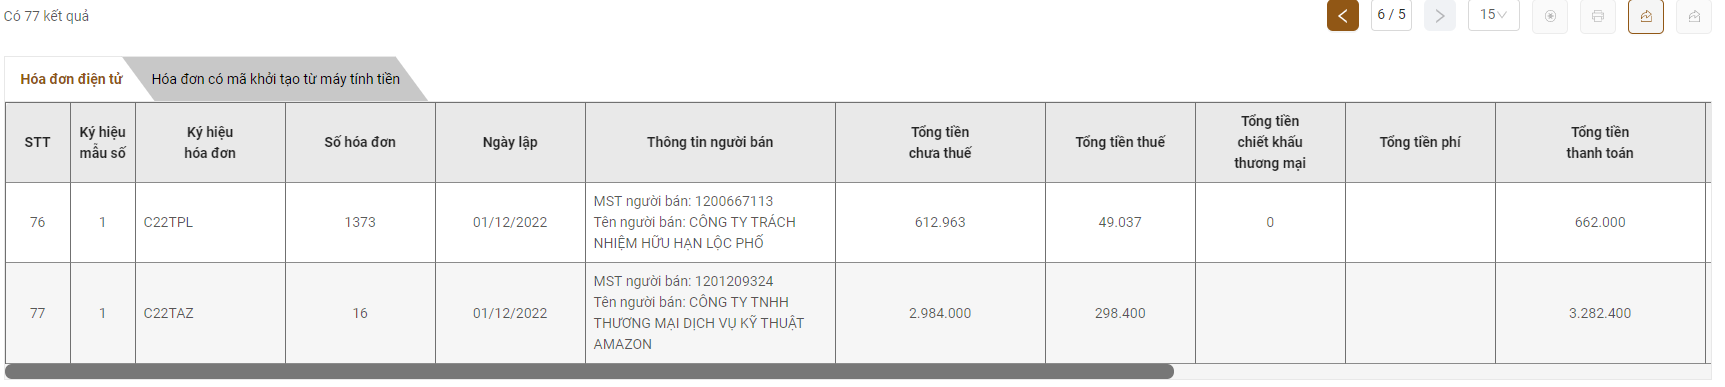 Có 77 kết quả
6 / 5
15
Hóa đơn điện tử
Hóa đơn có mã khởi tạo từ máy tính tiền
STT
Ký hiệu
mẫu số
Ký hiệu
hóa đơn
Số hóa đơn
Ngày lập
Thông tin người bán
Tổng tiền
chưa thuế
Tổng tiền thuế
Tổng tiền
chiết khấu
thương mại
Tổng tiền phí
Tổng tiền
thanh toán
76
1
C22TPL
1373
01/12/2022
MST người bán: 1200667113
Tên người bán: CÔNG TY TRÁCH
NHIỆM HỮU HẠN LỘC PHỐ
612.963
49.037
0
662.000
77
1
C22TAZ
16
01/12/2022
MST người bán: 1201209324
Tên người bán: CÔNG TY TNHH
THƯƠNG MẠI DỊCH VỤ KỸ THUẬT
AMAZON
2.984.000
298.400
3.282.400